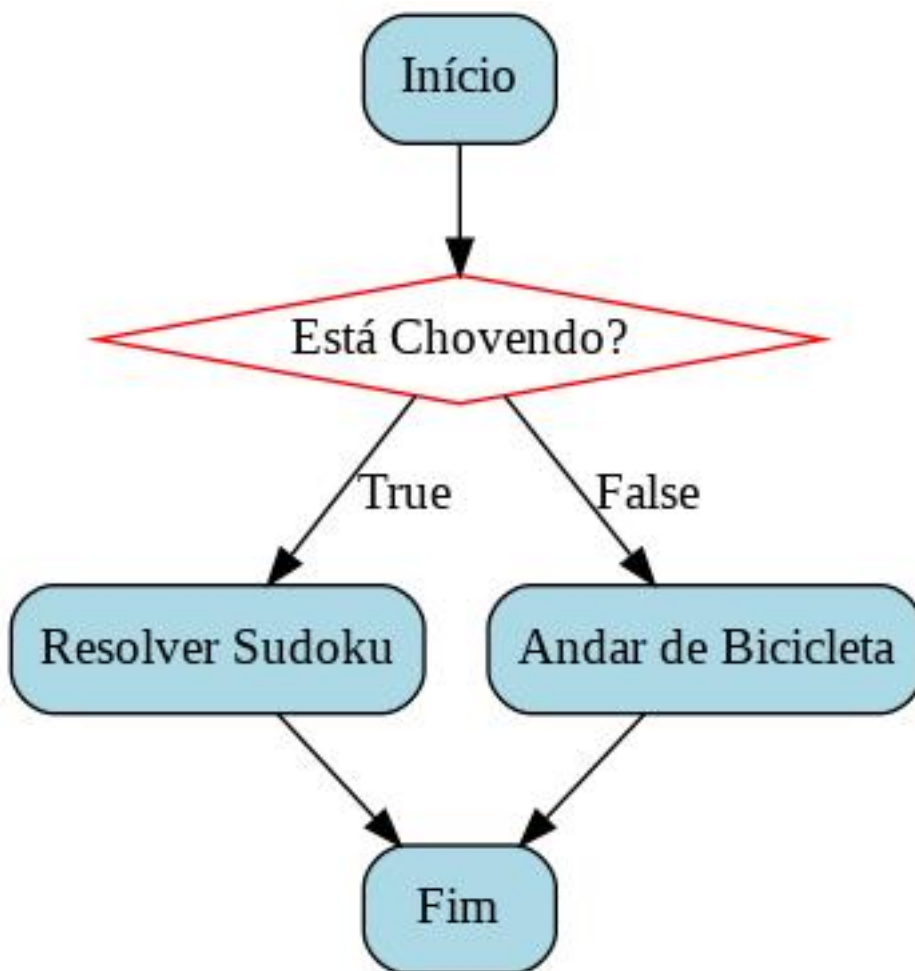 Início
Está Chovendo?
True
False
Resolver Sudoku
Andar de Bicicleta
Fim